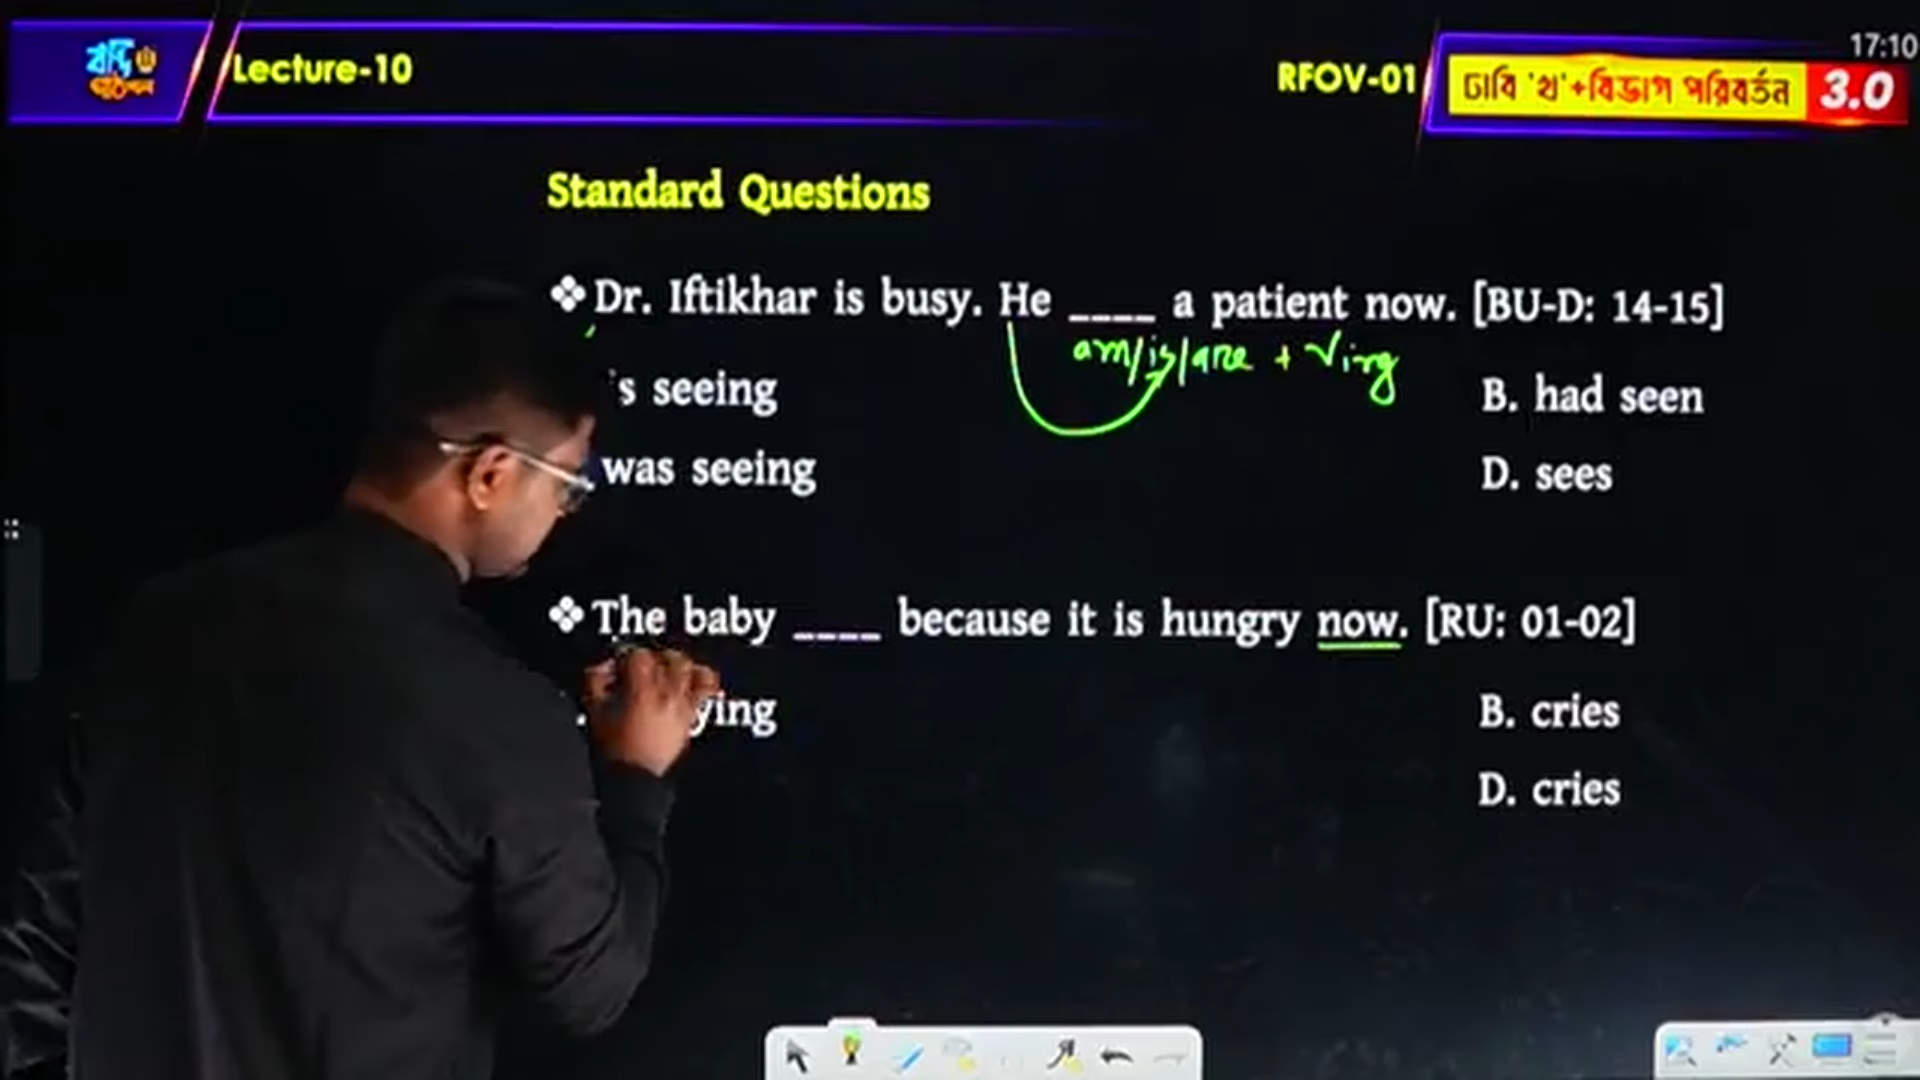 17:10
Lecture-10
RFOV-01
ঢাবি 'খ'+বিভাগ পরিবর্তন 3.0
Standard Questions
❖Dr. Iftikhar is busy. He ____ a patient now. [BU-D: 14-15]
am/is/are + Ving
s seeing
B. had seen
was seeing
D. sees
❖The baby ____ because it is hungry now. [RU: 01-02]
ying
B. cries
D. cries